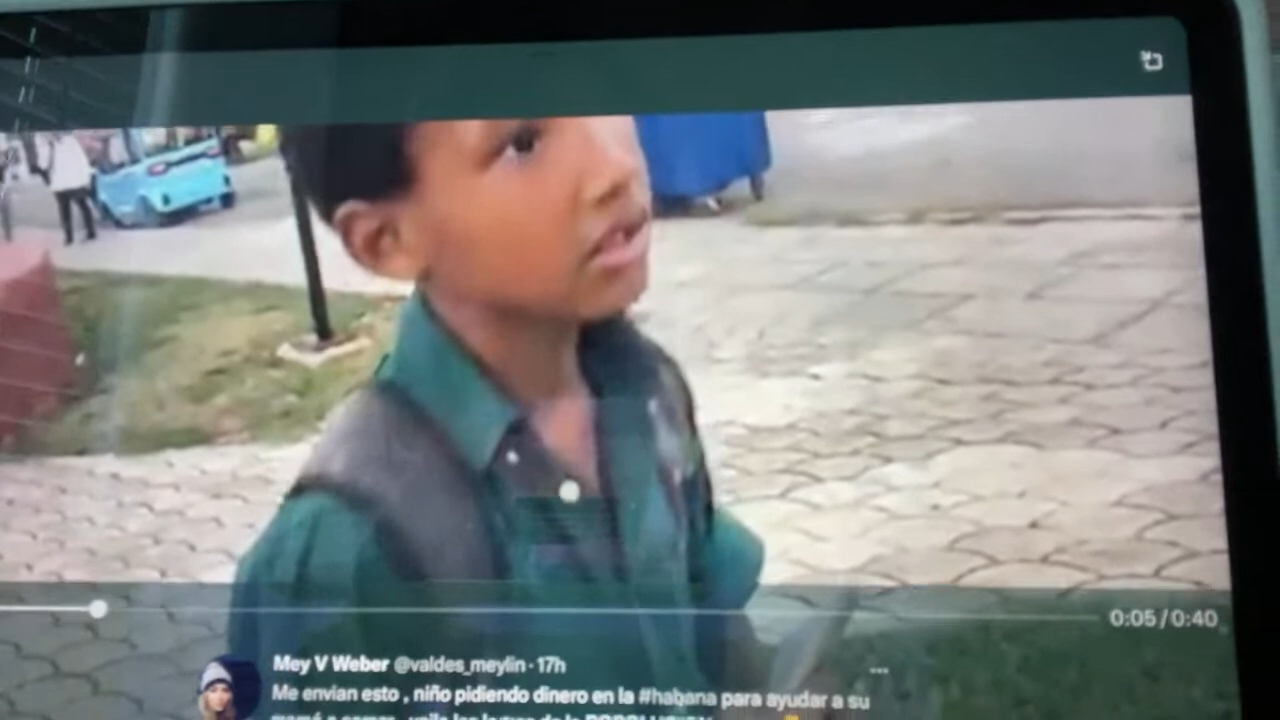 0:05/0:40
Mey V Weber @valdes_meylin · 17h
Me envian esto , niño pidiendo dinero en la #habana para ayudar a su